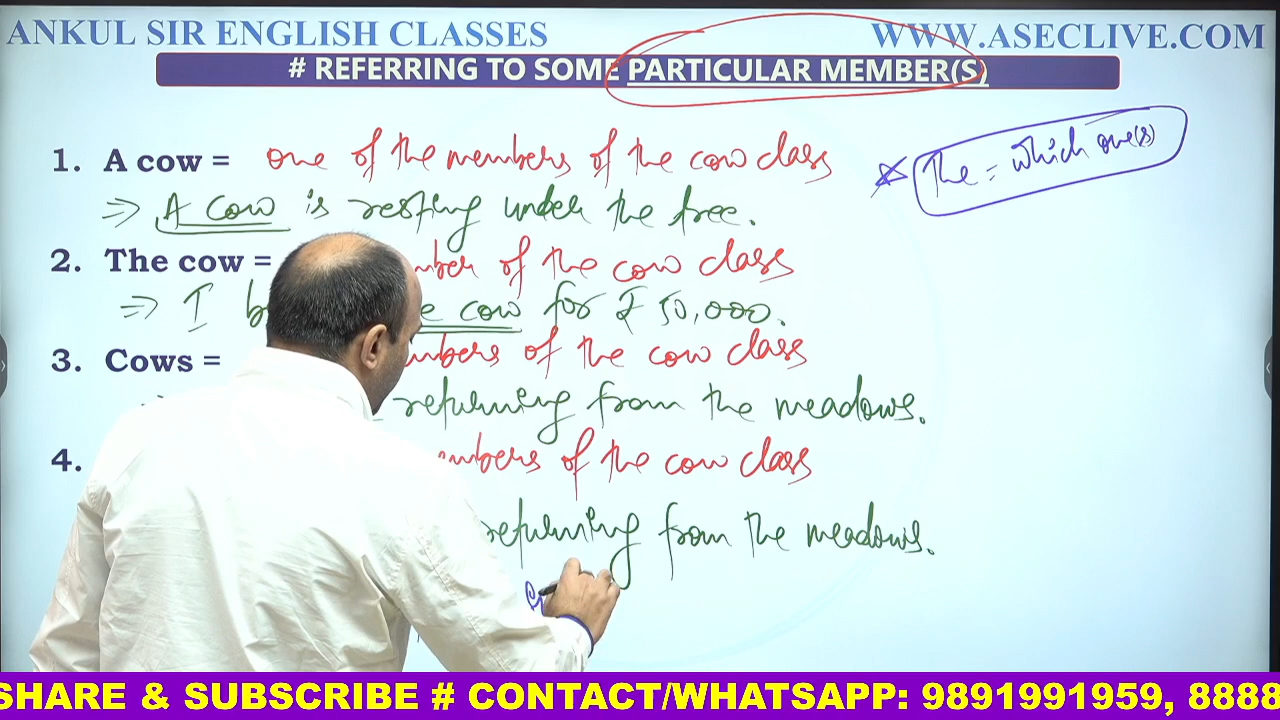 ANKUL SIR ENGLISH CLASSES
WWW.ASECLIVE.COM
# REFERRING TO SOME PARTICULAR MEMBER(S)
The = which one(s)
1. A cow = one of the members of the cow class
⇒ A cow is resting under the tree.
2. The cow = mber of the cow class
⇒ I b e cow for ₹ 50,000.
3. Cows = mbers of the cow class
returning from the meadows.
4. mbers of the cow class
returning from the meadows.
SHARE & SUBSCRIBE # CONTACT/WHATSAPP: 9891991959, 8888